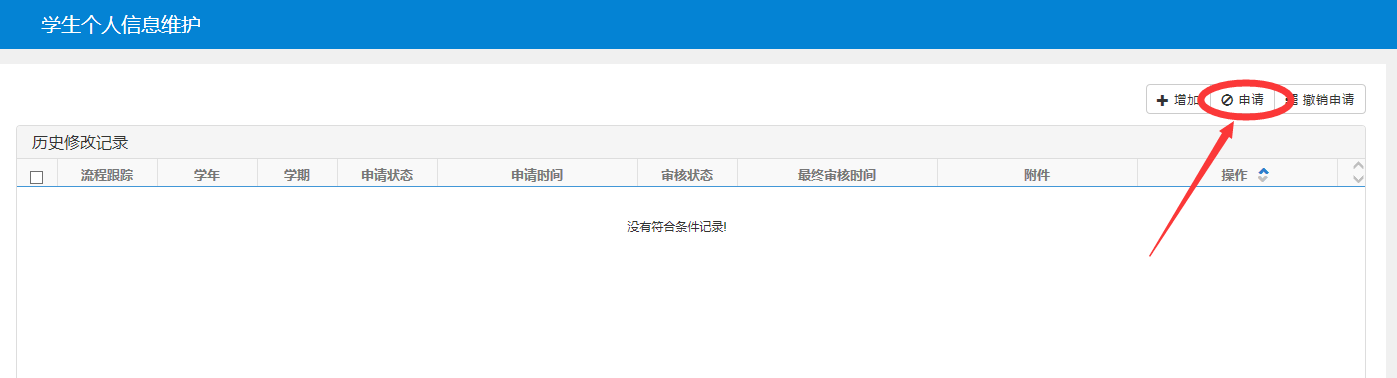 学生个人信息维护
增加 申请 撤销申请
历史修改记录
流程跟踪 学年 学期 申请状态 申请时间 审核状态 最终审核时间 附件 操作
没有符合条件记录!